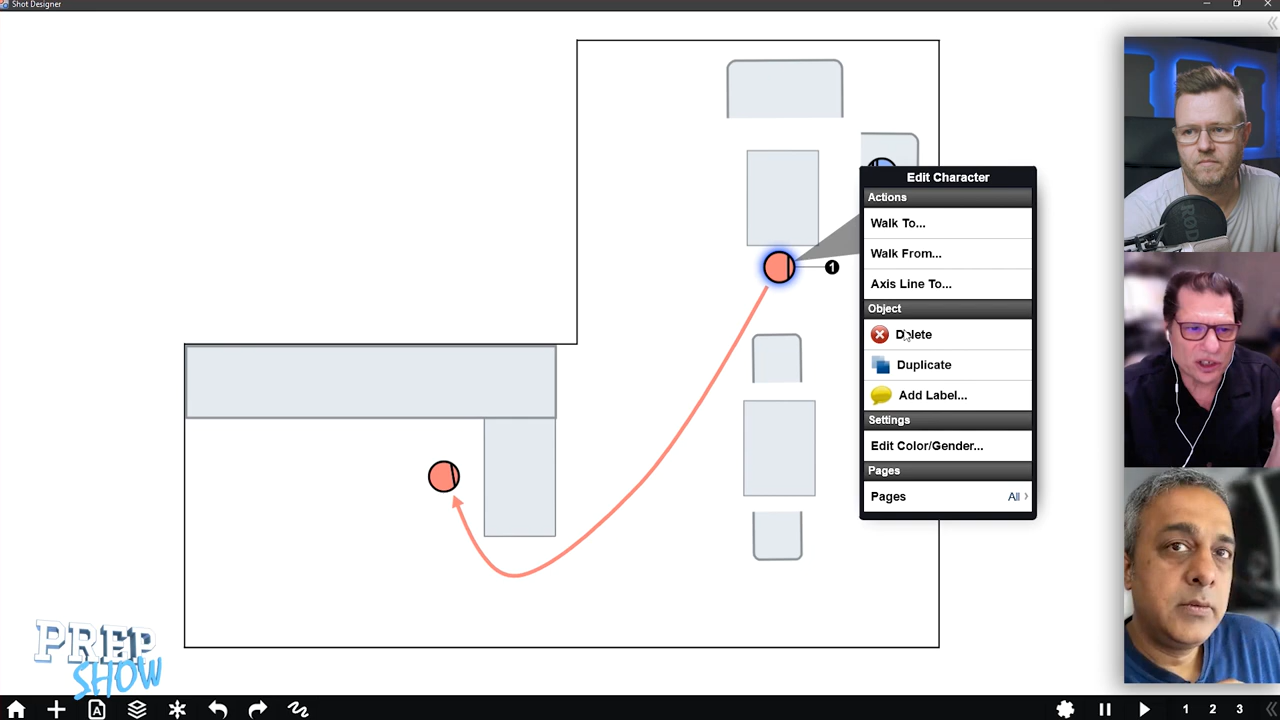 Shot Designer
Edit Character
Actions
Walk To...
Walk From...
Axis Line To...
Object
Delete
Duplicate
Add Label...
Settings
Edit Color/Gender...
Pages
Pages All
1
RØDE
PREP
SHOW
A
1 2 3